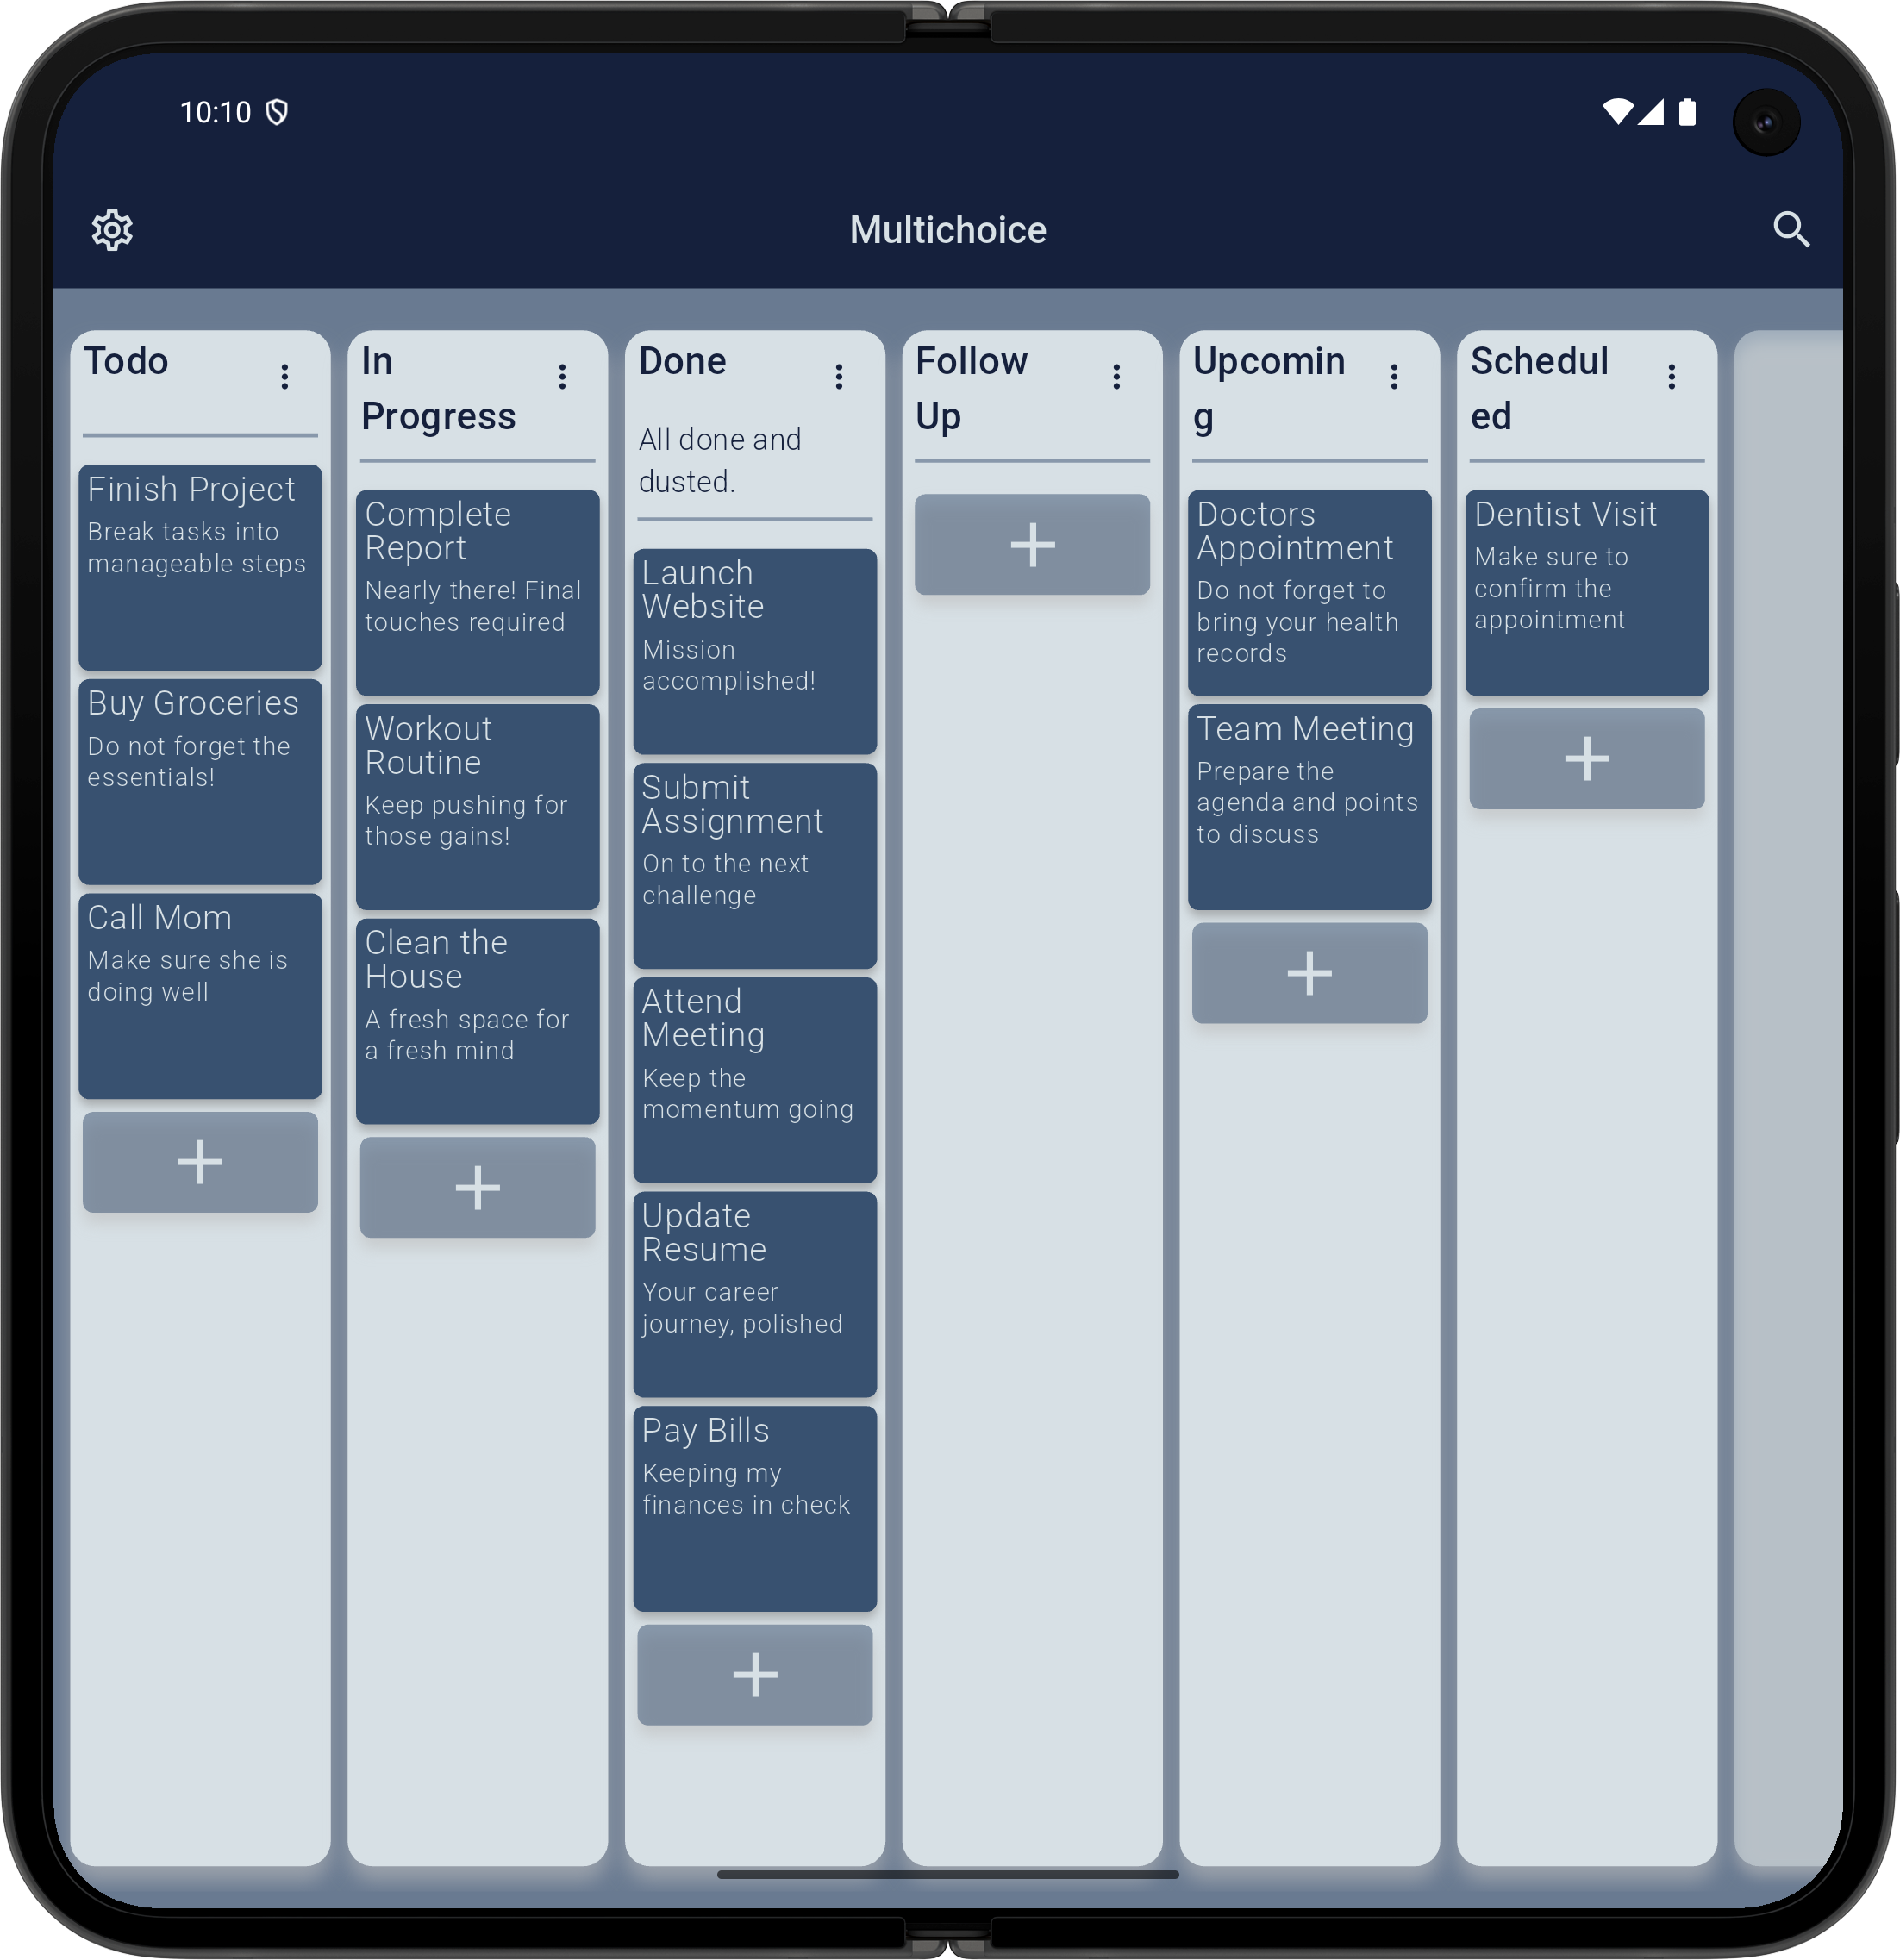 10:10
Multichoice
Todo
Finish Project
Break tasks into
manageable steps
Buy Groceries
Do not forget the
essentials!
Call Mom
Make sure she is
doing well
In
Progress
Complete
Report
Nearly there! Final
touches required
Workout
Routine
Keep pushing for
those gains!
Clean the
House
A fresh space for
a fresh mind
Done
All done and
dusted.
Launch
Website
Mission
accomplished!
Submit
Assignment
On to the next
challenge
Attend
Meeting
Keep the
momentum going
Update
Resume
Your career
journey, polished
Pay Bills
Keeping my
finances in check
Follow
Up
Upcomin
g
Doctors
Appointment
Do not forget to
bring your health
records
Team Meeting
Prepare the
agenda and points
to discuss
Schedul
ed
Dentist Visit
Make sure to
confirm the
appointment